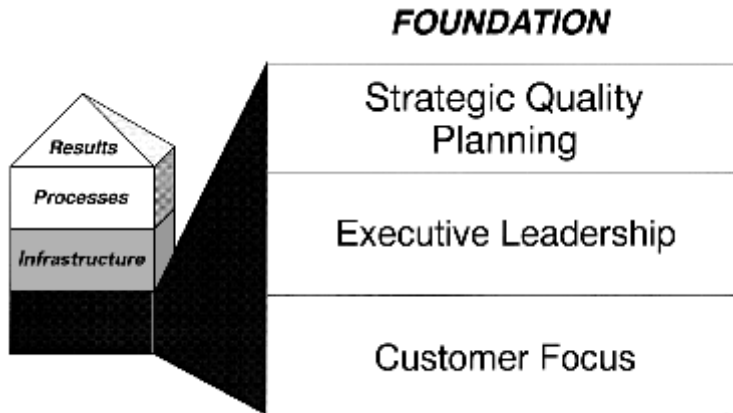 FOUNDATION
Strategic Quality
Planning
Executive Leadership
Customer Focus
Results
Processes
Infrastructure